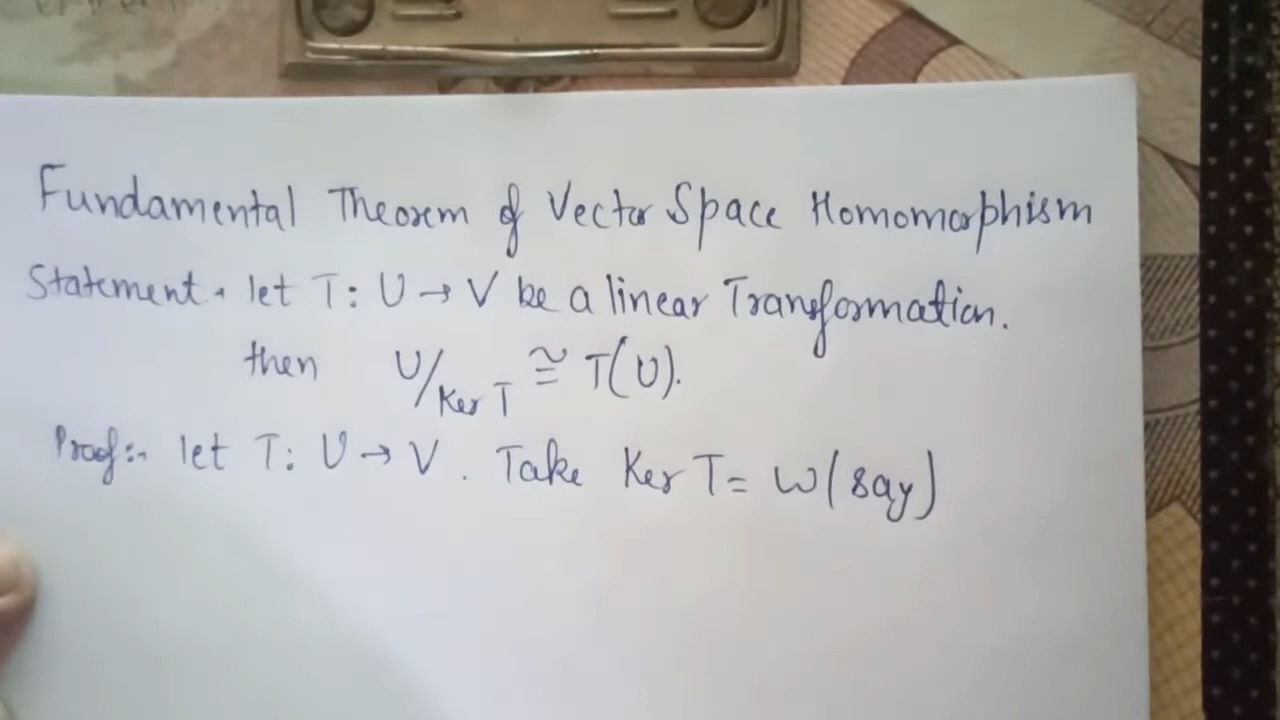 Fundamental Theorem of Vector Space Homomorphism
Statement. let T: U → V be a linear Transformation.
then U/Ker T ≅ T(U).
Proof:- let T: U → V. Take Ker T = W(say)